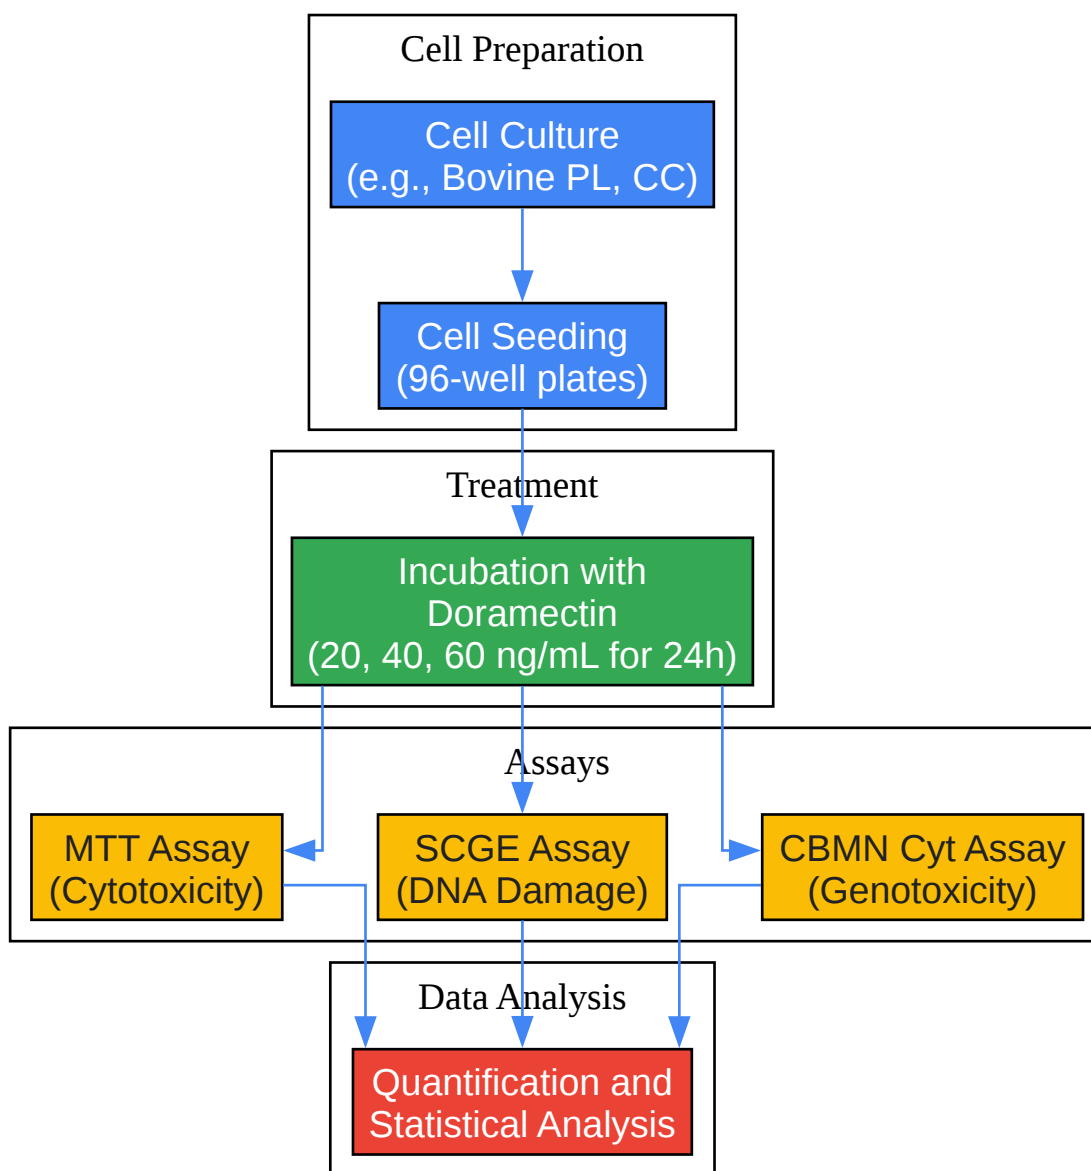 Cell Preparation
Cell Culture
(e.g., Bovine PL, CC)
Cell Seeding
(96-well plates)
Treatment
Incubation with
Doramectin
(20, 40, 60 ng/mL for 24h)
Assays
MTT Assay
(Cytotoxicity)
SCGE Assay
(DNA Damage)
CBMN Cyt Assay
(Genotoxicity)
Data Analysis
Quantification and
Statistical Analysis